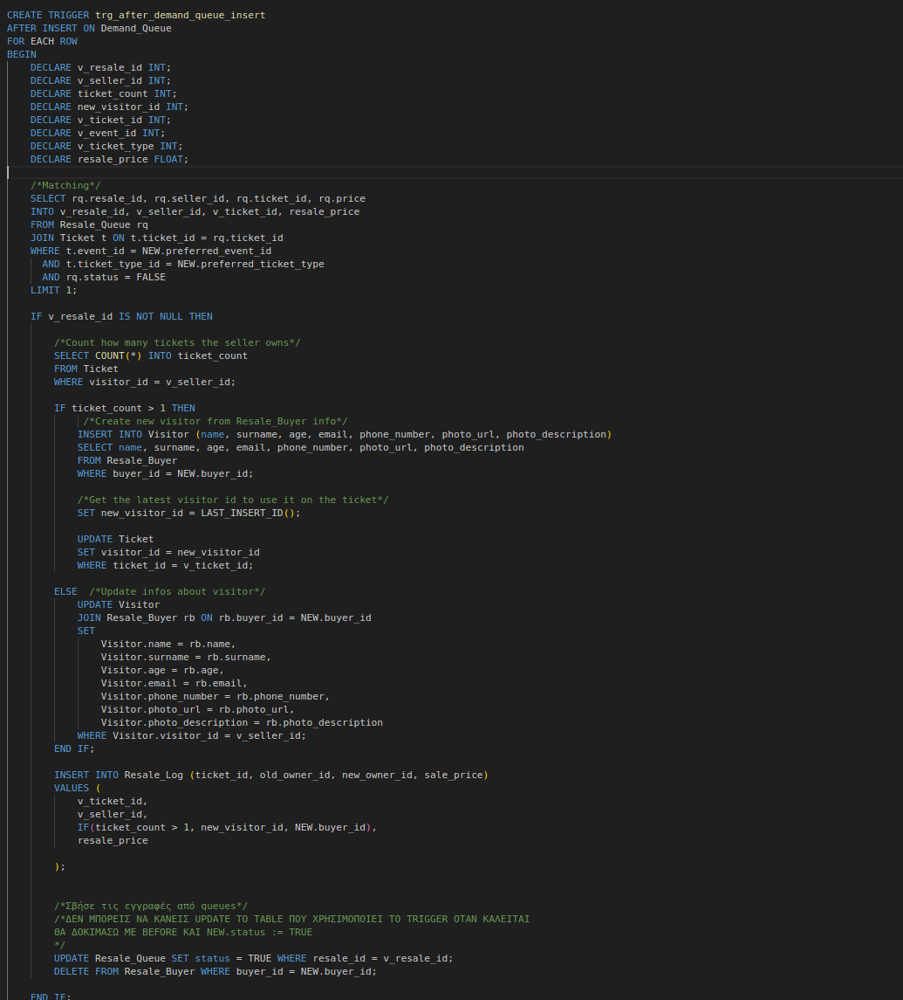 CREATE TRIGGER trg_after_demand_queue_insert
AFTER INSERT ON Demand_Queue
FOR EACH ROW
BEGIN
DECLARE v_resale_id INT;
DECLARE v_seller_id INT;
DECLARE ticket_count INT;
DECLARE new_visitor_id INT;
DECLARE v_ticket_id INT;
DECLARE v_event_id INT;
DECLARE v_ticket_type INT;
DECLARE resale_price FLOAT;
/*Matching*/
SELECT rq.resale_id, rq.seller_id, rq.ticket_id, rq.price
INTO v_resale_id, v_seller_id, v_ticket_id, resale_price
FROM Resale_Queue rq
JOIN Ticket t ON t.ticket_id = rq.ticket_id
WHERE t.event_id = NEW.preferred_event_id
AND t.ticket_type_id = NEW.preferred_ticket_type
AND rq.status = FALSE
LIMIT 1;
IF v_resale_id IS NOT NULL THEN
/*Count how many tickets the seller owns*/
SELECT COUNT(*) INTO ticket_count
FROM Ticket
WHERE visitor_id = v_seller_id;
IF ticket_count > 1 THEN
/*Create new visitor from Resale_Buyer info*/
INSERT INTO Visitor (name, surname, age, email, phone_number, photo_url, photo_description)
SELECT name, surname, age, email, phone_number, photo_url, photo_description
FROM Resale_Buyer
WHERE buyer_id = NEW.buyer_id;
/*Get the latest visitor id to use it on the ticket*/
SET new_visitor_id = LAST_INSERT_ID();
UPDATE Ticket
SET visitor_id = new_visitor_id
WHERE ticket_id = v_ticket_id;
ELSE  /*Update infos about visitor*/
UPDATE Visitor
JOIN Resale_Buyer rb ON rb.buyer_id = NEW.buyer_id
SET
Visitor.name = rb.name,
Visitor.surname = rb.surname,
Visitor.age = rb.age,
Visitor.email = rb.email,
Visitor.phone_number = rb.phone_number,
Visitor.photo_url = rb.photo_url,
Visitor.photo_description = rb.photo_description
WHERE Visitor.visitor_id = v_seller_id;
END IF;
INSERT INTO Resale_Log (ticket_id, old_owner_id, new_owner_id, sale_price)
VALUES (
v_ticket_id,
v_seller_id,
IF(ticket_count > 1, new_visitor_id, NEW.buyer_id),
resale_price
);
/*Σβήσε τις εγγραφές από queues*/
/*ΔΕΝ ΜΠΟΡΕΙΣ ΝΑ ΚΑΝΕΙΣ UPDATE ΤΟ TABLE ΠΟΥ ΧΡΗΣΙΜΟΠΟΙΕΙ ΤΟ TRIGGER ΟΤΑΝ ΚΑΛΕΙΤΑΙ
ΘΑ ΔΟΚΙΜΑΣΩ ΜΕ BEFORE ΚΑΙ NEW.status := TRUE
*/
UPDATE Resale_Queue SET status = TRUE WHERE resale_id = v_resale_id;
DELETE FROM Resale_Buyer WHERE buyer_id = NEW.buyer_id;
END IF;